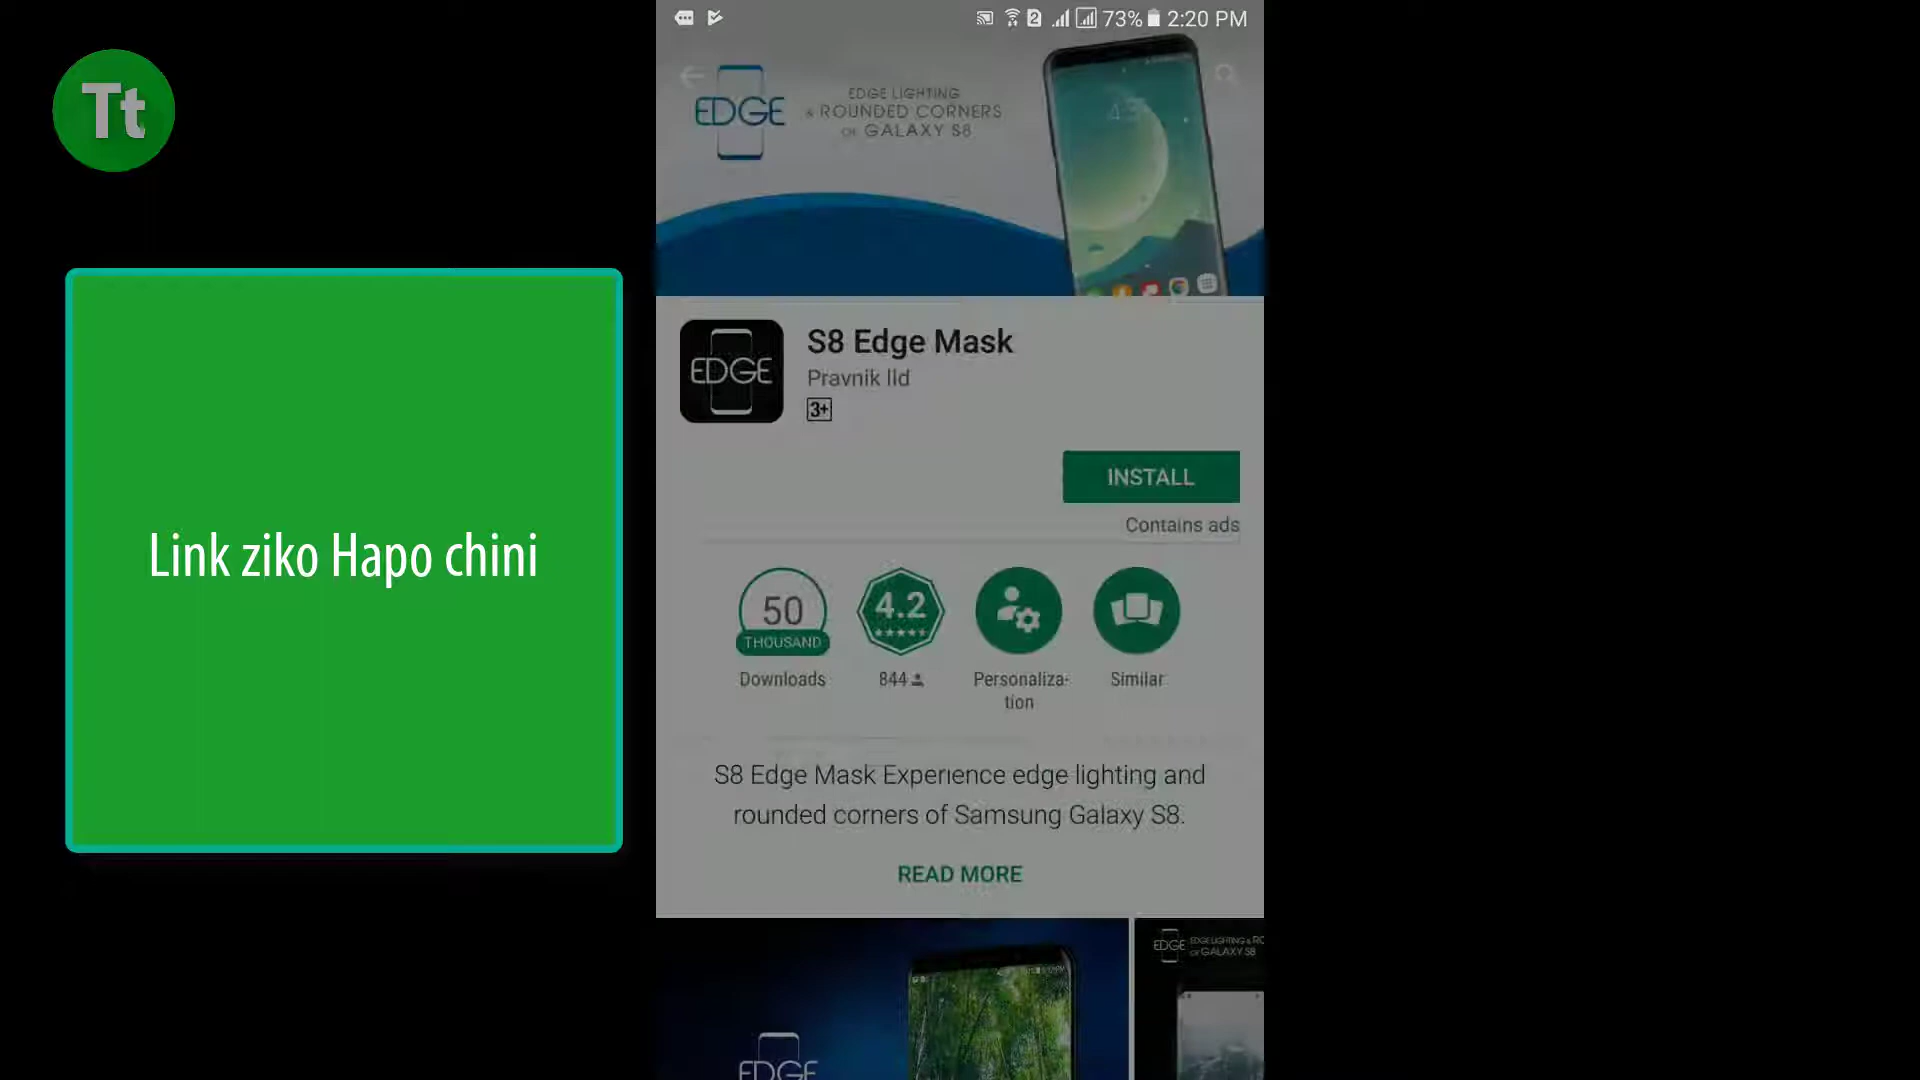 Tt
Link ziko Hapo chini
73% 2:20 PM
EDGE
EDGE LIGHTING
& ROUNDED CORNERS
OF GALAXY S8
EDGE
S8 Edge Mask
Pravnik lld
3+
INSTALL
Contains ads
50
THOUSAND
Downloads
4.2
844
Personaliza-
tion
Similar
S8 Edge Mask Experience edge lighting and
rounded corners of Samsung Galaxy S8.
READ MORE
EDGE
EDGE
EDGE LIGHTING & RO
OF GALAXY S8